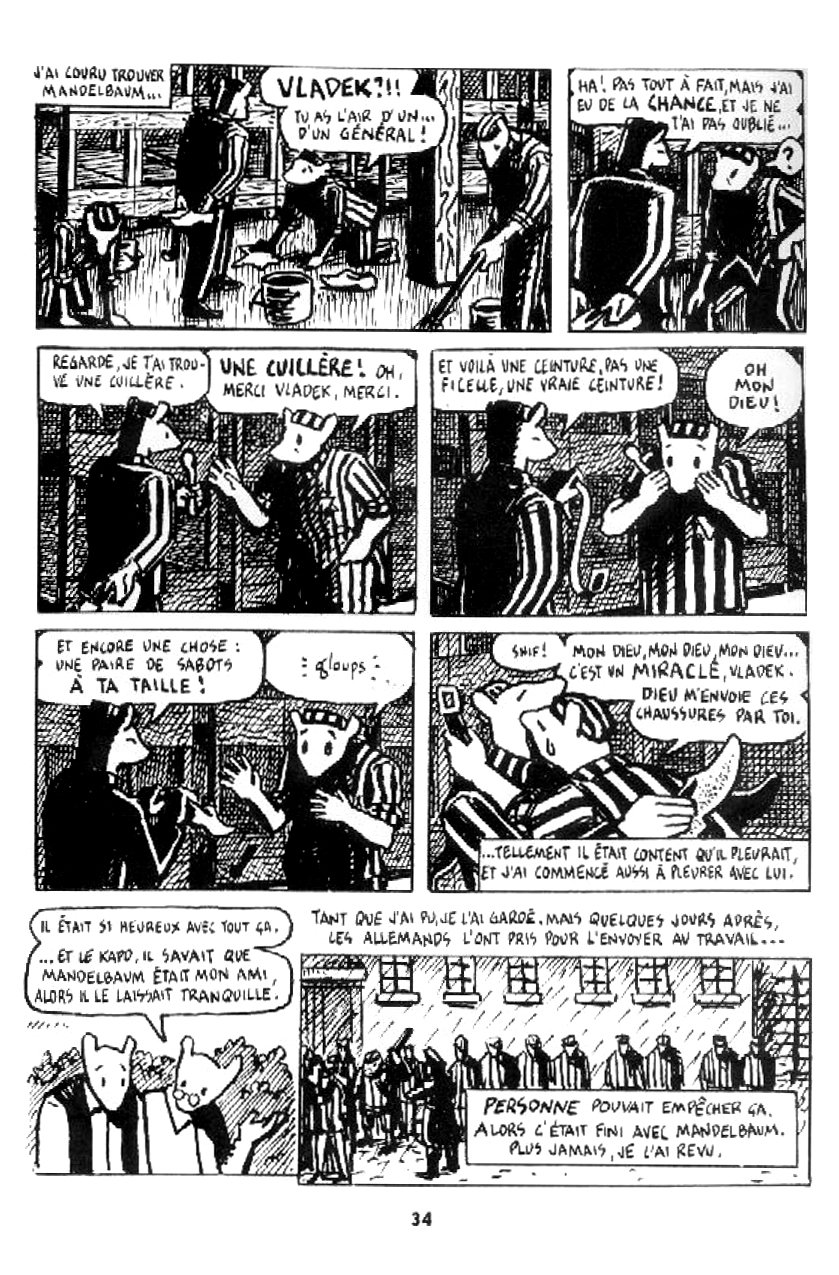 J'AI COURU TROUVER
MANDELBAUM...
VLADEK?!!
TU AS L'AIR D'UN...
D'UN GÉNÉRAL!
HA! PAS TOUT À FAIT, MAIS J'AI
EU DE LA CHANCE, ET JE NE
T'AI PAS OUBLIÉ...
?
REGARDE, JE T'AI TROU-
VÉ UNE CUILLÈRE.
UNE CUILLÈRE! OH,
MERCI VLADEK, MERCI.
ET VOILÀ UNE CEINTURE, PAS UNE
FICELLE, UNE VRAIE CEINTURE!
OH
MON
DIEU!
ET ENCORE UNE CHOSE :
UNE PAIRE DE SABOTS
À TA TAILLE!
gloups
SNIF!
MON DIEU, MON DIEU, MON DIEU...
C'EST UN MIRACLE, VLADEK.
DIEU M'ENVOIE CES
CHAUSSURES PAR TOI.
...TELLEMENT IL ÉTAIT CONTENT QU'IL PLEURAIT,
ET J'AI COMMENCÉ AUSSI À PLEURER AVEC LUI.
IL ÉTAIT SI HEUREUX AVEC TOUT ÇA.
...ET LE KAPO, IL SAVAIT QUE
MANDELBAUM ÉTAIT MON AMI,
ALORS IL LE LAISSAIT TRANQUILLE.
TANT QUE J'AI PU, JE L'AI GARDÉ. MAIS QUELQUES JOURS APRÈS,
LES ALLEMANDS L'ONT PRIS POUR L'ENVOYER AU TRAVAIL...
PERSONNE POUVAIT EMPÊCHER ÇA.
ALORS C'ÉTAIT FINI AVEC MANDELBAUM.
PLUS JAMAIS, JE L'AI REVU.
34